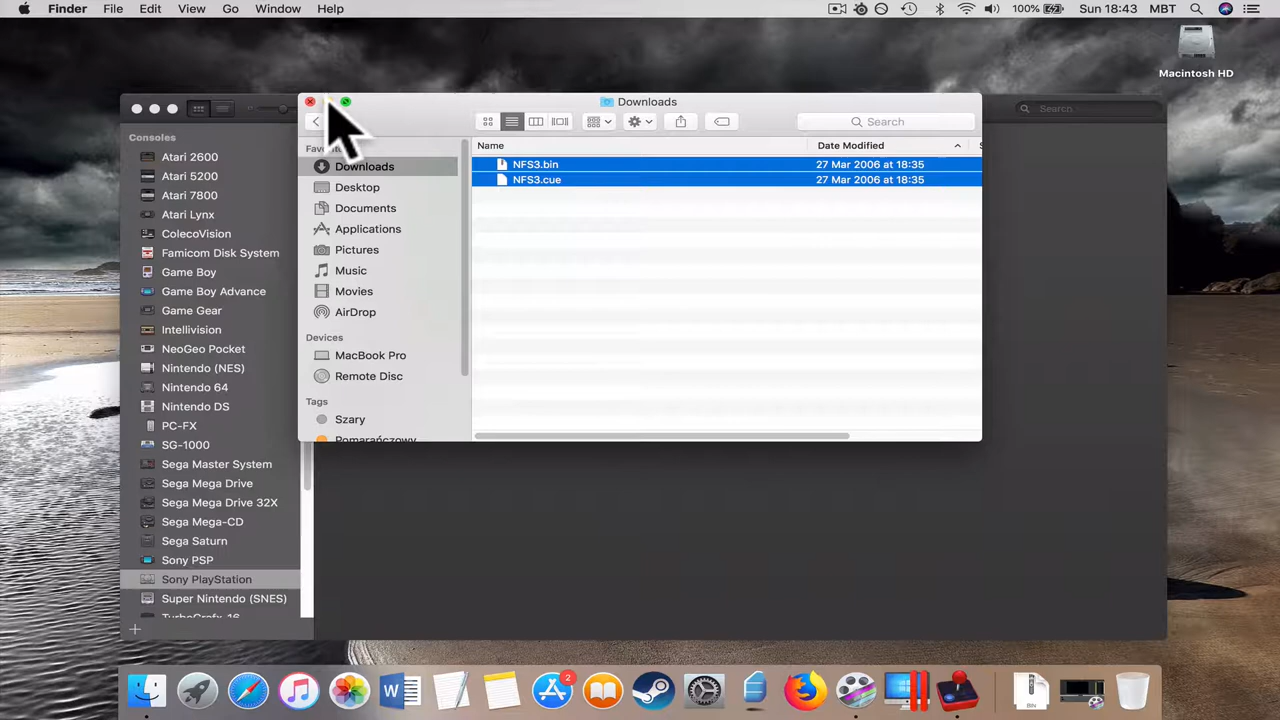 Finder File Edit View Go Window Help 100% Sun 18:43 MBT
Macintosh HD
Downloads
Search
Search
Consoles
Atari 2600
Atari 5200
Atari 7800
Atari Lynx
ColecoVision
Famicom Disk System
Game Boy
Game Boy Advance
Game Gear
Intellivision
NeoGeo Pocket
Nintendo (NES)
Nintendo 64
Nintendo DS
PC-FX
SG-1000
Sega Master System
Sega Mega Drive
Sega Mega Drive 32X
Sega Mega-CD
Sega Saturn
Sony PSP
Sony PlayStation
Super Nintendo (SNES)
TurboGrafx-16
Downloads
Desktop
Documents
Applications
Pictures
Music
Movies
AirDrop
Devices
MacBook Pro
Remote Disc
Tags
Szary
Pomarańczowy
Name Date Modified
NFS3.bin 27 Mar 2006 at 18:35
NFS3.cue 27 Mar 2006 at 18:35
2
BIN